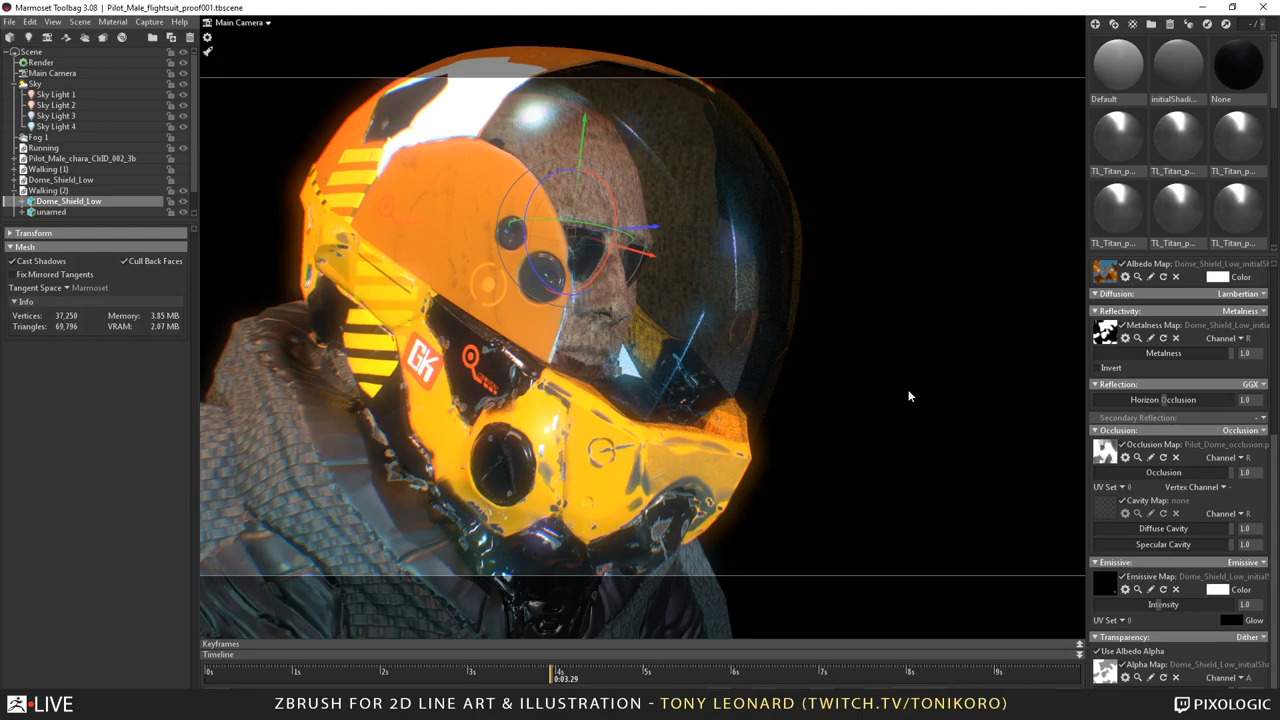 Marmoset Toolbag 3.08 | Pilot_Male_flightsuit_proof001.tbscene
File Edit View Scene Material Capture Help
Main Camera
Scene
Render
Main Camera
Sky
Sky Light 1
Sky Light 2
Sky Light 3
Sky Light 4
Fog 1
Running
Pilot_Male_chara_ClrID_002_3b
Walking (1)
Dome_Shield_Low
Walking (2)
Dome_Shield_Low
unamed
Transform
Mesh
Cast Shadows Cull Back Faces
Fix Mirrored Tangents
Tangent Space Marmoset
Info
Vertices: 37,250 Memory: 3.85 MB
Triangles: 69,796 VRAM: 2.07 MB
GK
Keyframes
Timeline
0s 1s 2s 3s 4s 5s 6s 7s 8s 9s
0:03.29
Default initialShadi... None
TL_Titan_p... TL_Titan_p... TL_Titan_p...
TL_Titan_p... TL_Titan_p... TL_Titan_p...
Albedo Map: Dome_Shield_Low_initialSh
Color
Diffusion: Lambertian
Reflectivity: Metalness
Metalness Map: Dome_Shield_Low_initia
Channel R
Metalness 1.0
Invert
Reflection: GGX
Horizon Occlusion 1.0
Secondary Reflection: -
Occlusion: Occlusion
Occlusion Map: Pilot_Dome_occlusion.p
Channel R
Occlusion 1.0
UV Set 0 Vertex Channel -
Cavity Map: none
Channel R
Diffuse Cavity 1.0
Specular Cavity 1.0
Emissive: Emissive
Emissive Map: Dome_Shield_Low_initialS
Color
Intensity 1.0
UV Set 0 Glow
Transparency: Dither
Use Albedo Alpha
Alpha Map: Dome_Shield_Low_initialSha
Channel A
LIVE
ZBRUSH FOR 2D LINE ART & ILLUSTRATION - TONY LEONARD (TWITCH.TV/TONIKORO)
PIXOLOGIC